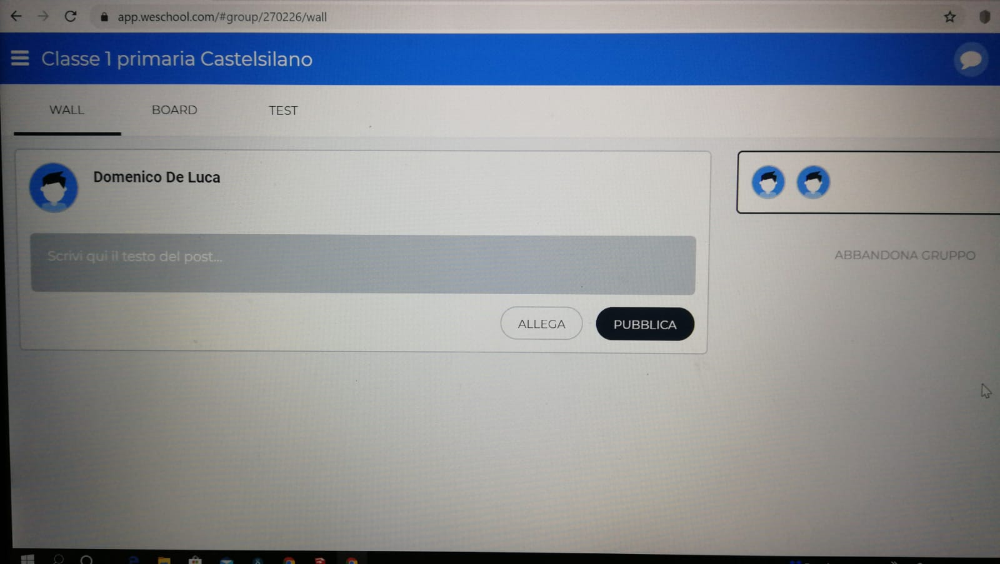 app.weschool.com/#group/270226/wall
Classe 1 primaria Castelsilano
WALL
BOARD
TEST
Domenico De Luca
Scrivi qui il testo del post...
ALLEGA
PUBBLICA
ABBANDONA GRUPPO